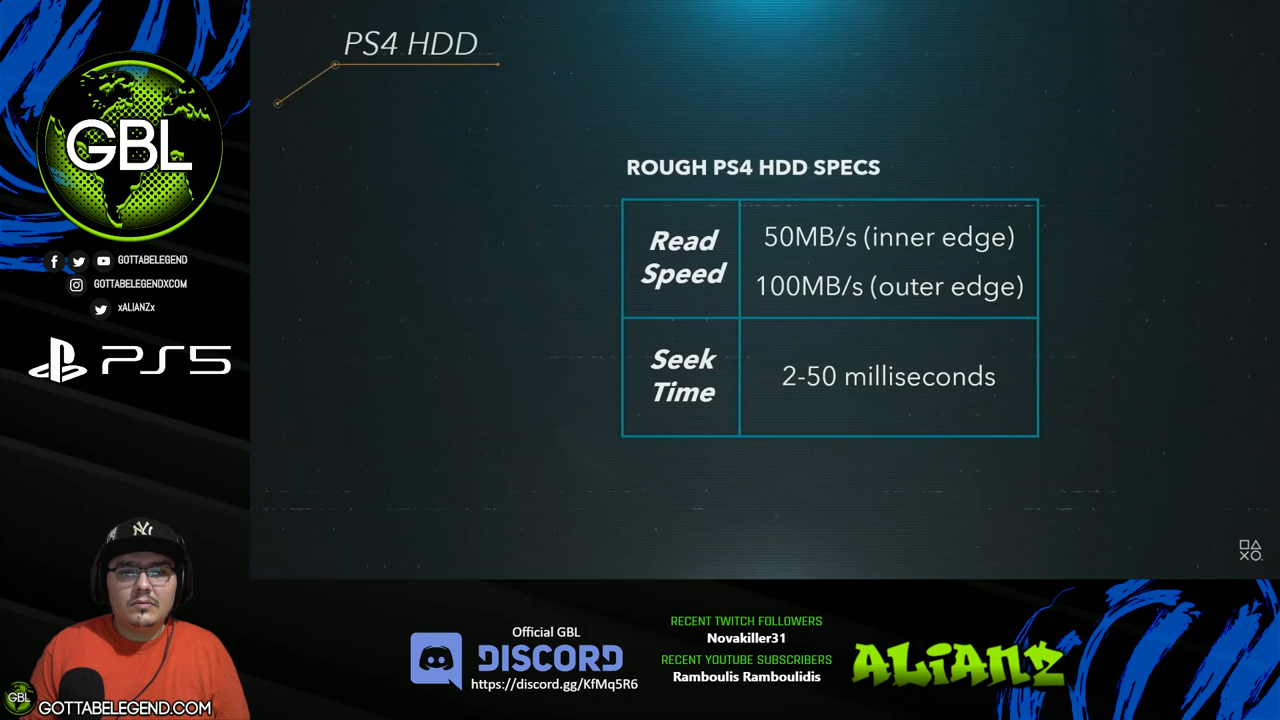 PS4 HDD
ROUGH PS4 HDD SPECS
Read
Speed
50MB/s (inner edge)
100MB/s (outer edge)
Seek
Time
2-50 milliseconds
GBL
GOTTABELEGEND
GOTTABELEGENDXCOM
xALIANZx
PS5
GBL
GOTTABELEGEND.COM
Official GBL
DISCORD
https://discord.gg/KfMq5R6
RECENT TWITCH FOLLOWERS
Novakiller31
RECENT YOUTUBE SUBSCRIBERS
Ramboulis Ramboulidis
ALiANZ